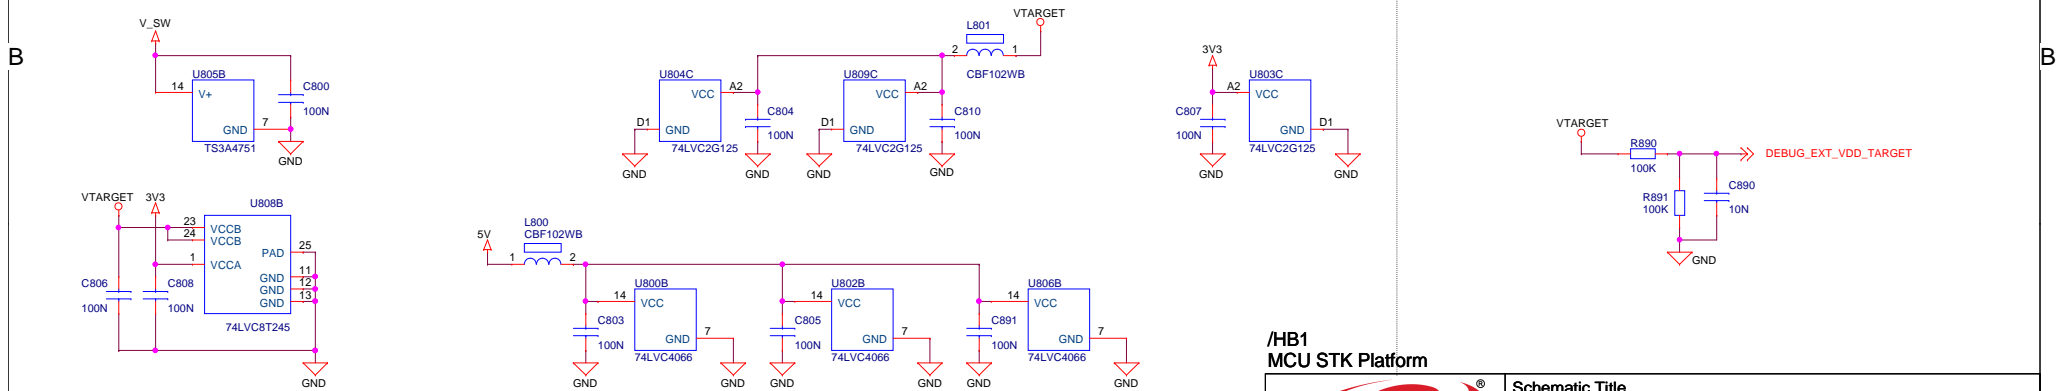 B
V_SW
U805B
14
V+
C800
100N
GND
7
TS3A4751
GND
VTARGET
L801
2
1
CBF102WB
U804C
A2
VCC
C804
D1
GND
100N
74LVC2G125
GND
GND
U809C
A2
VCC
C810
D1
GND
100N
74LVC2G125
GND
GND
3V3
U803C
A2
VCC
C807
100N
GND
D1
74LVC2G125
GND
GND
VTARGET
R890
100K
DEBUG_EXT_VDD_TARGET
R891
100K
C890
10N
GND
B
VTARGET
3V3
U808B
23
VCCB
24
VCCB
PAD
25
1
VCCA
GND
11
GND
12
GND
13
C806
100N
C808
100N
74LVC8T245
GND
5V
L800
CBF102WB
1
2
U800B
14
VCC
C803
100N
GND
7
74LVC4066
GND
GND
U802B
14
VCC
C805
100N
GND
7
74LVC4066
GND
GND
U806B
14
VCC
C891
100N
GND
7
74LVC4066
GND
GND
/HB1
MCU STK Platform
®
Schematic Title